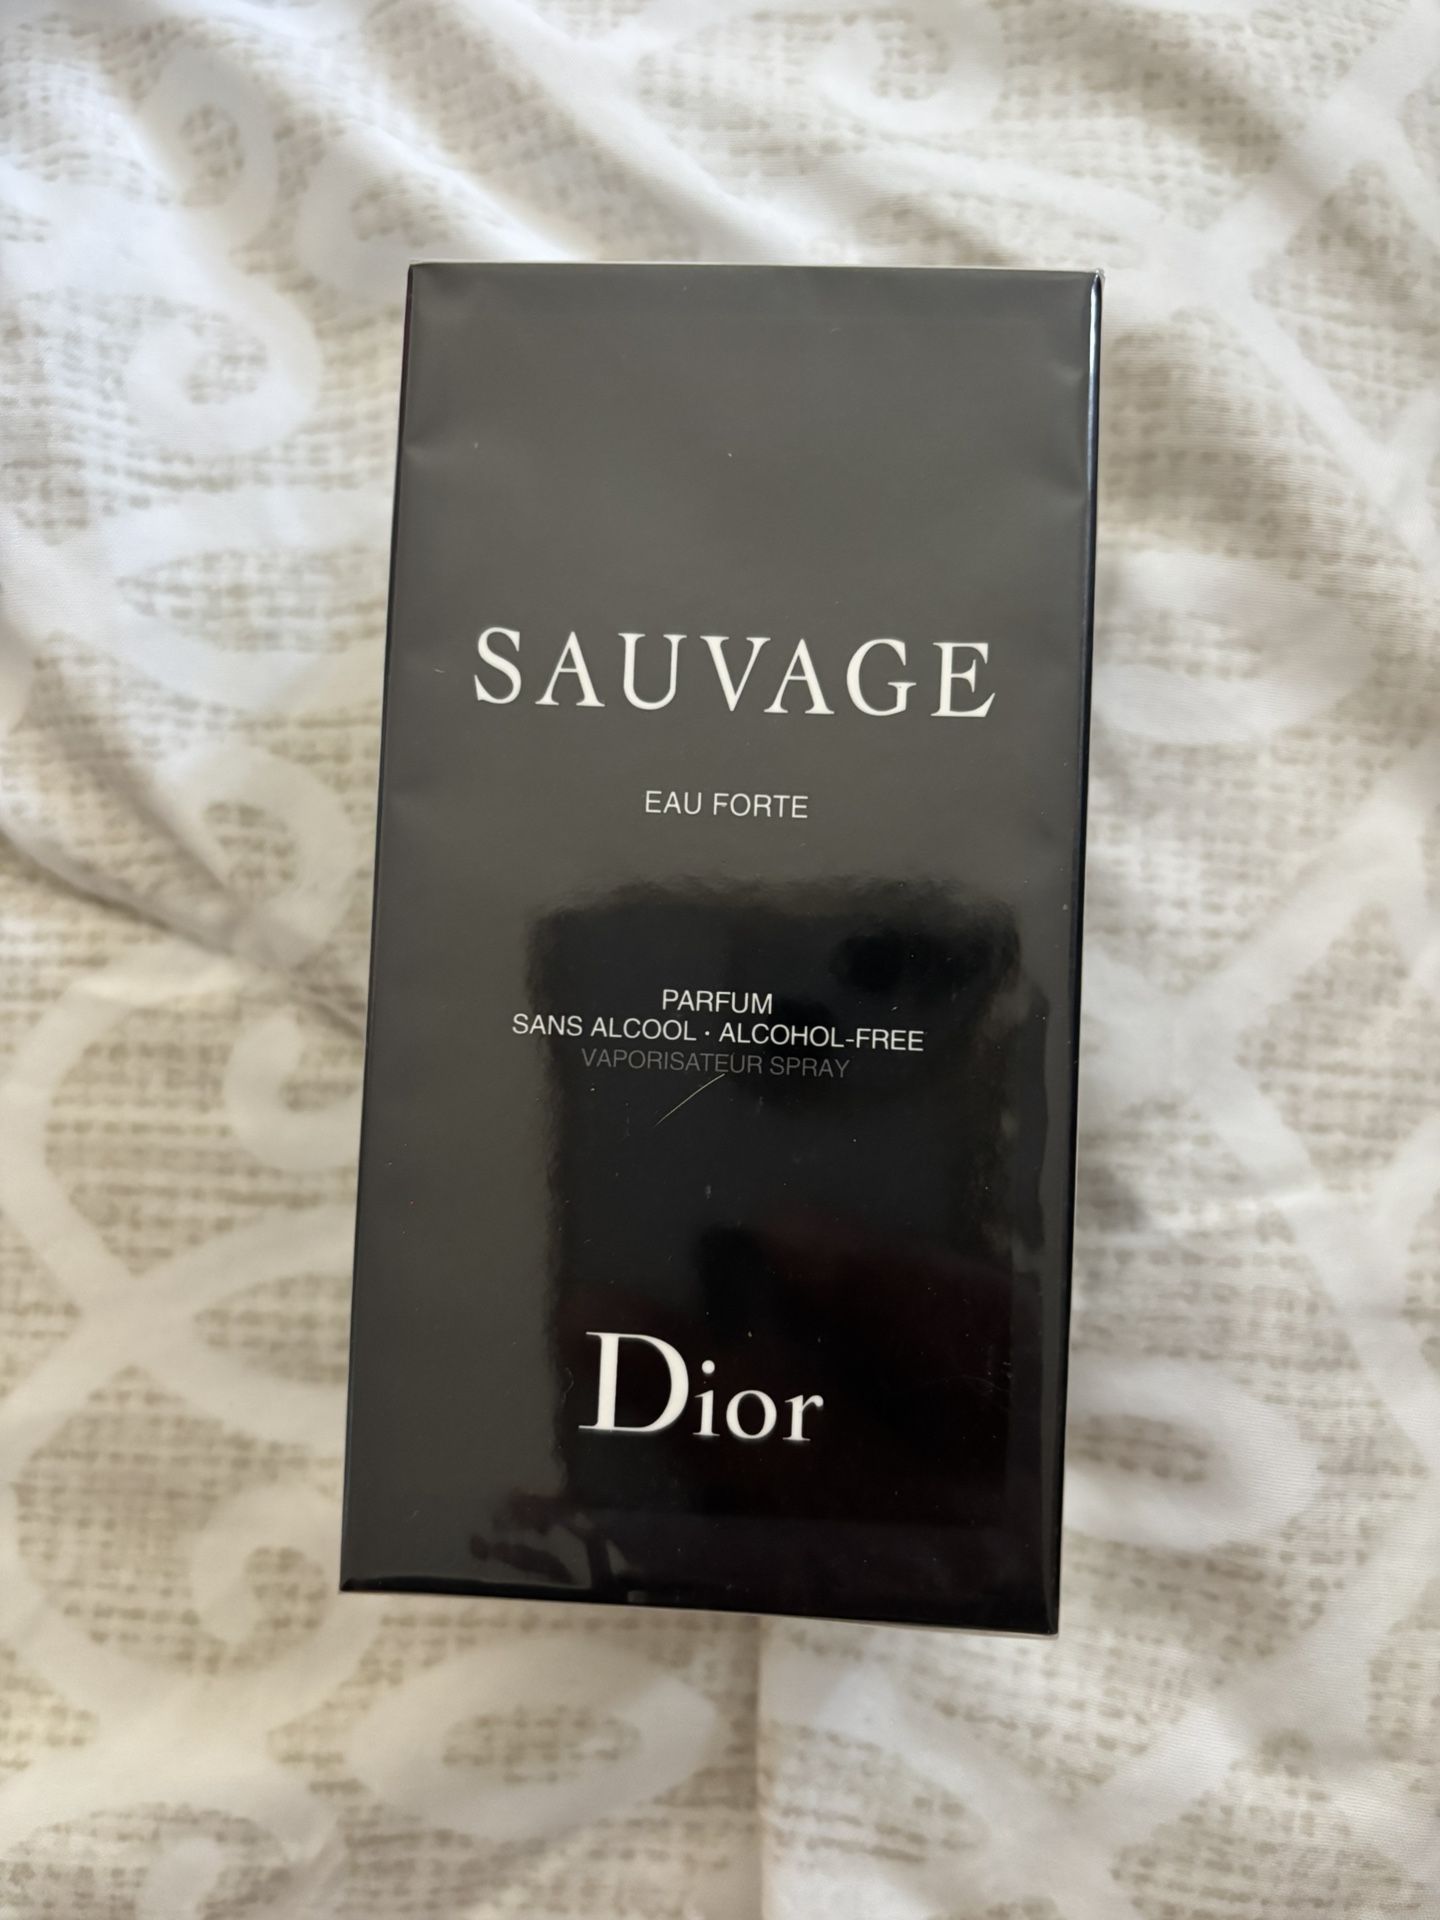 SAUVAGE
EAU FORTE
PARFUM
SANS ALCOOL · ALCOHOL-FREE
VAPORISATEUR SPRAY
Dior